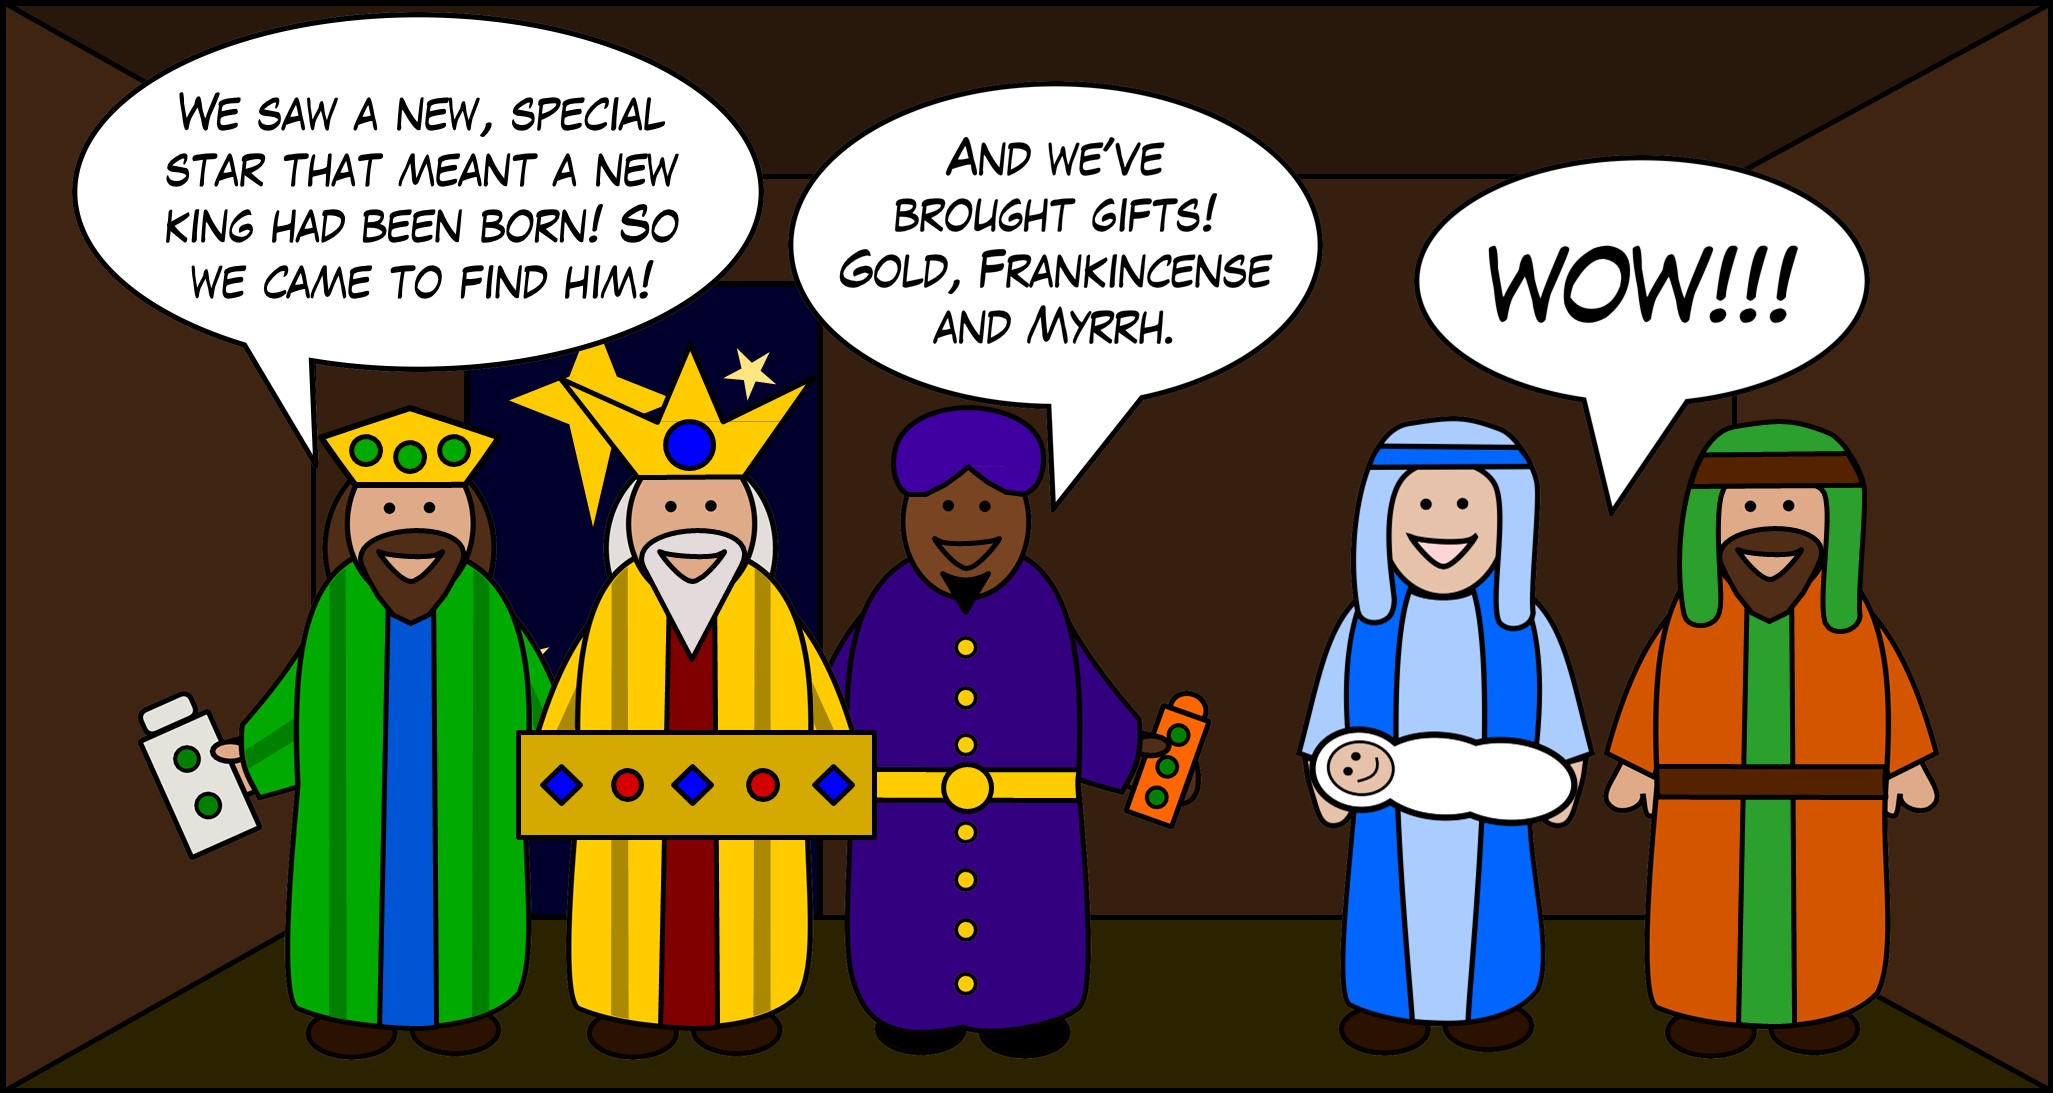 We saw a new, special
star that meant a new
king had been born! So
we came to find him!
And we've
brought gifts!
Gold, Frankincense
and Myrrh.
WOW!!!